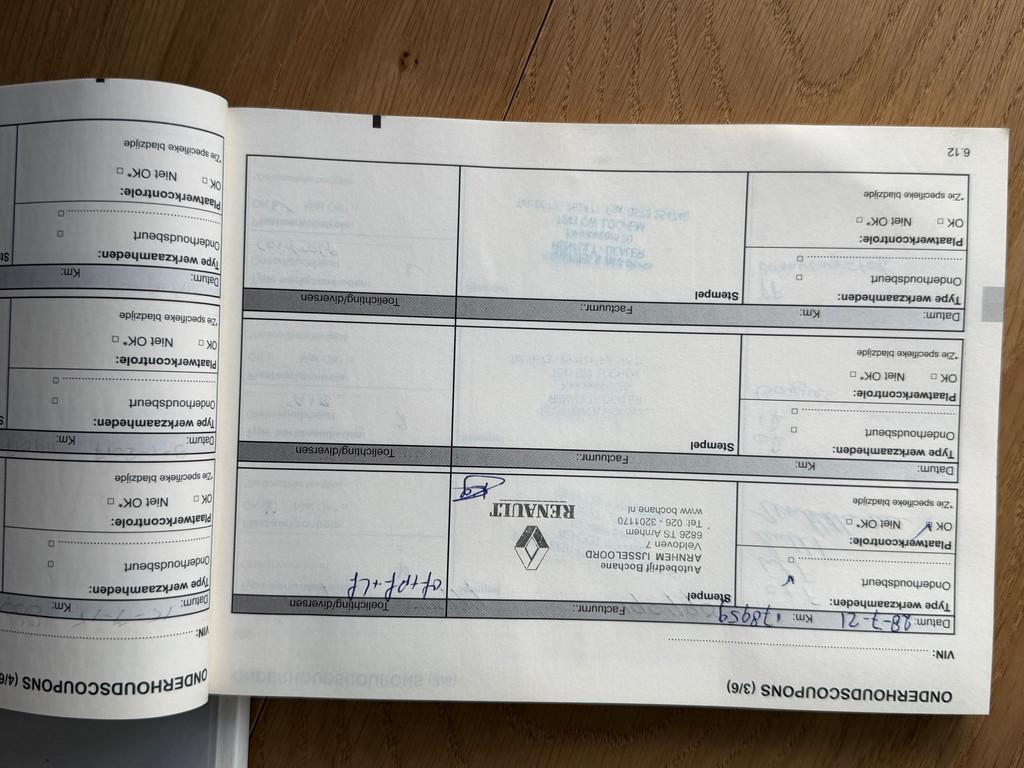 ONDERHOUDSCOUPONS (3/6)
VIN:
Datum: 28-7-21 Km: 178959 Factuurnr.: Toelichting/diversen
Type werkzaamheden:
Onderhoudsbeurt
Plaatwerkcontrole:
OK Niet OK*
*Zie specifieke bladzijde
Stempel
Autobedrijf Bochane
ARNHEM IJSSELOORD
Veldoven 7
6826 TS Arnhem
Tel: 026 - 3201170
www bochane nl
RENAULT
of+pf+lf
Datum: Km: Factuurnr.: Toelichting/diversen
Type werkzaamheden:
Onderhoudsbeurt
Plaatwerkcontrole:
OK Niet OK*
*Zie specifieke bladzijde
Stempel
Datum: Km: Factuurnr.: Toelichting/diversen
Type werkzaamheden:
Onderhoudsbeurt
Plaatwerkcontrole:
OK Niet OK*
*Zie specifieke bladzijde
Stempel
6.12
ONDERHOUDSCOUPONS (4/6
VIN:
Datum: Km:
Type werkzaamheden:
Onderhoudsbeurt
Plaatwerkcontrole:
OK Niet OK*
*Zie specifieke bladzijde
Datum: Km:
Type werkzaamheden:
Onderhoudsbeurt
Plaatwerkcontrole:
OK Niet OK*
*Zie specifieke bladzijde
Datum: Km:
Type werkzaamheden:
Onderhoudsbeurt
Plaatwerkcontrole:
OK Niet OK*
*Zie specifieke bladzijde